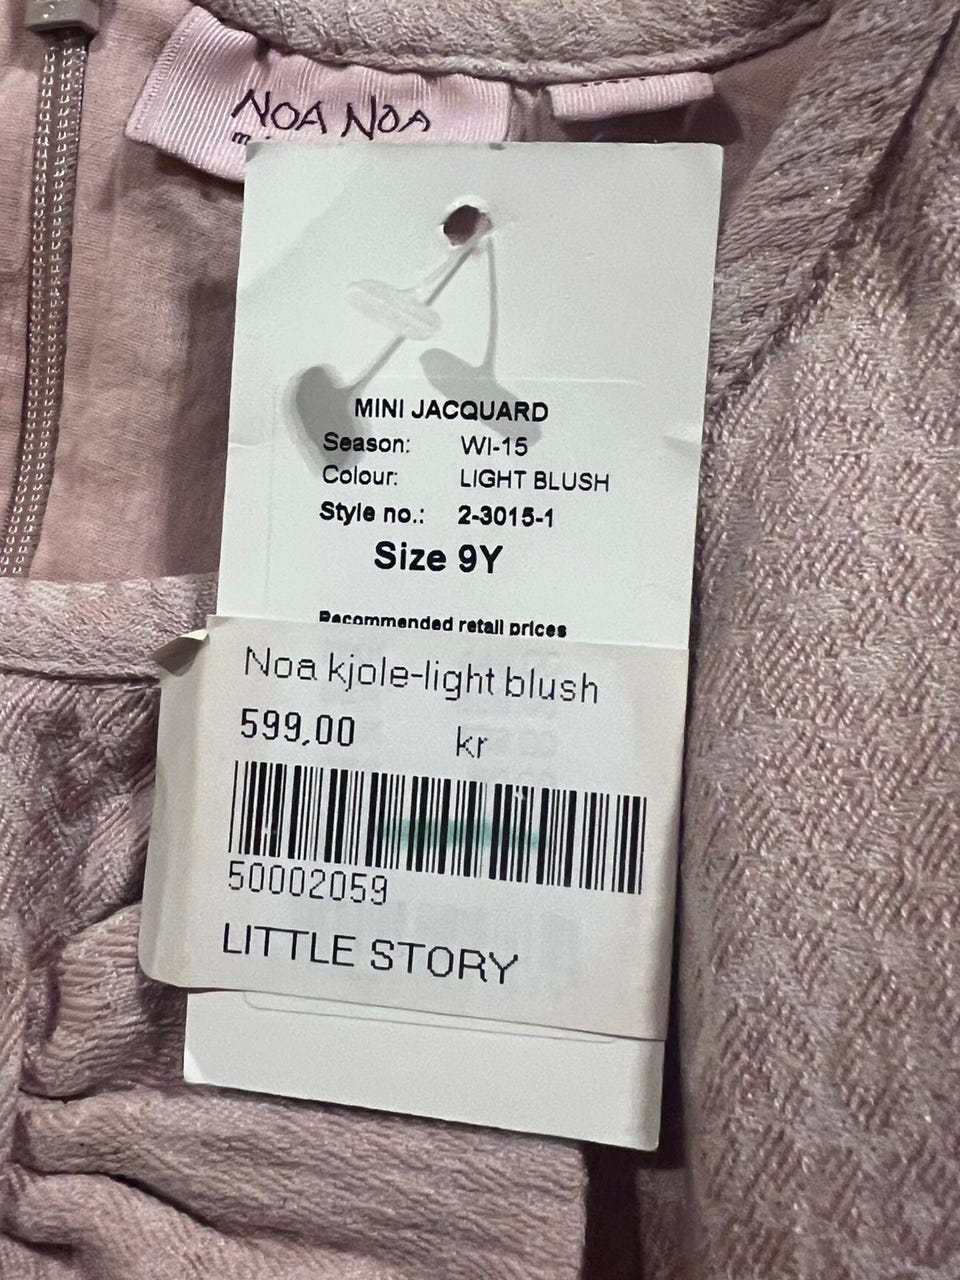 NOA NOA
MINI JACQUARD
Season: WI-15
Colour: LIGHT BLUSH
Style no.: 2-3015-1
Size 9Y
Recommended retail prices
Noa kjole-light blush
599,00 kr
50002059
LITTLE STORY